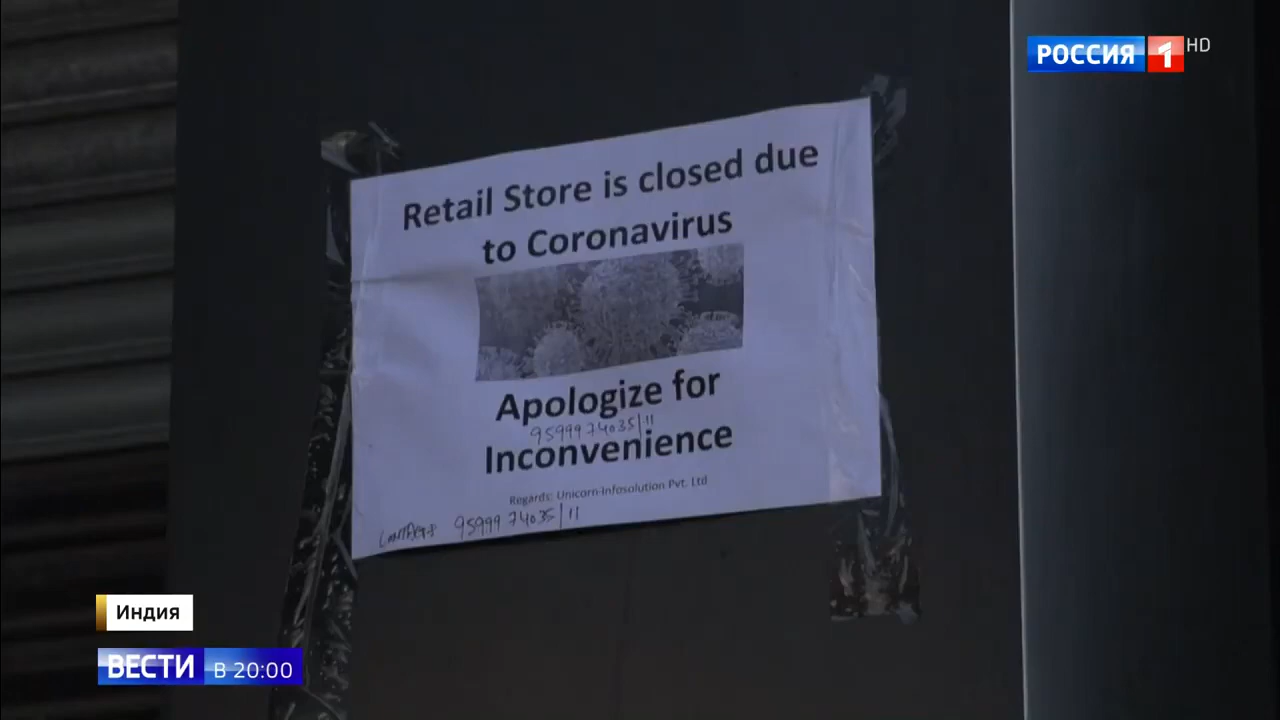 РОССИЯ 1 HD
Retail Store is closed due
to Coronavirus
Apologize for
9599974035/11
Inconvenience
Regards: Unicorn Infosolution Pvt. Ltd
9599974035/11
Индия
ВЕСТИ В 20:00